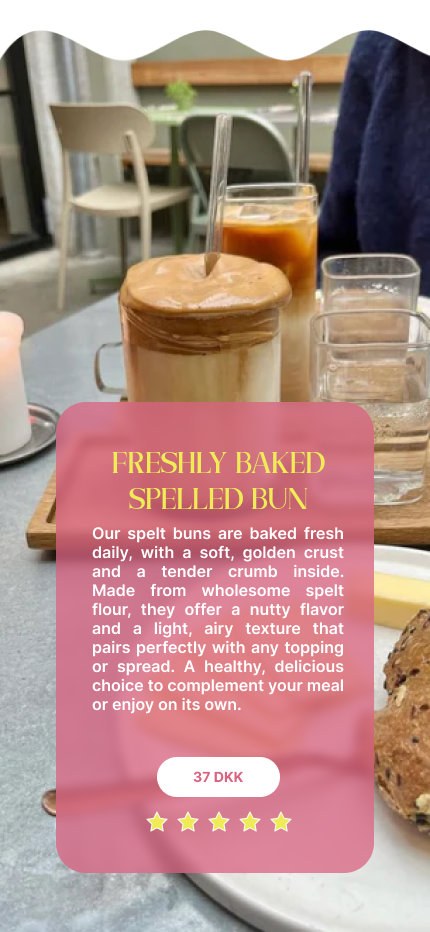 FRESHLY BAKED
SPELLED BUN
Our spelt buns are baked fresh
daily, with a soft, golden crust
and a tender crumb inside.
Made from wholesome spelt
flour, they offer a nutty flavor
and a light, airy texture that
pairs perfectly with any topping
or spread. A healthy, delicious
choice to complement your meal
or enjoy on its own.
37 DKK